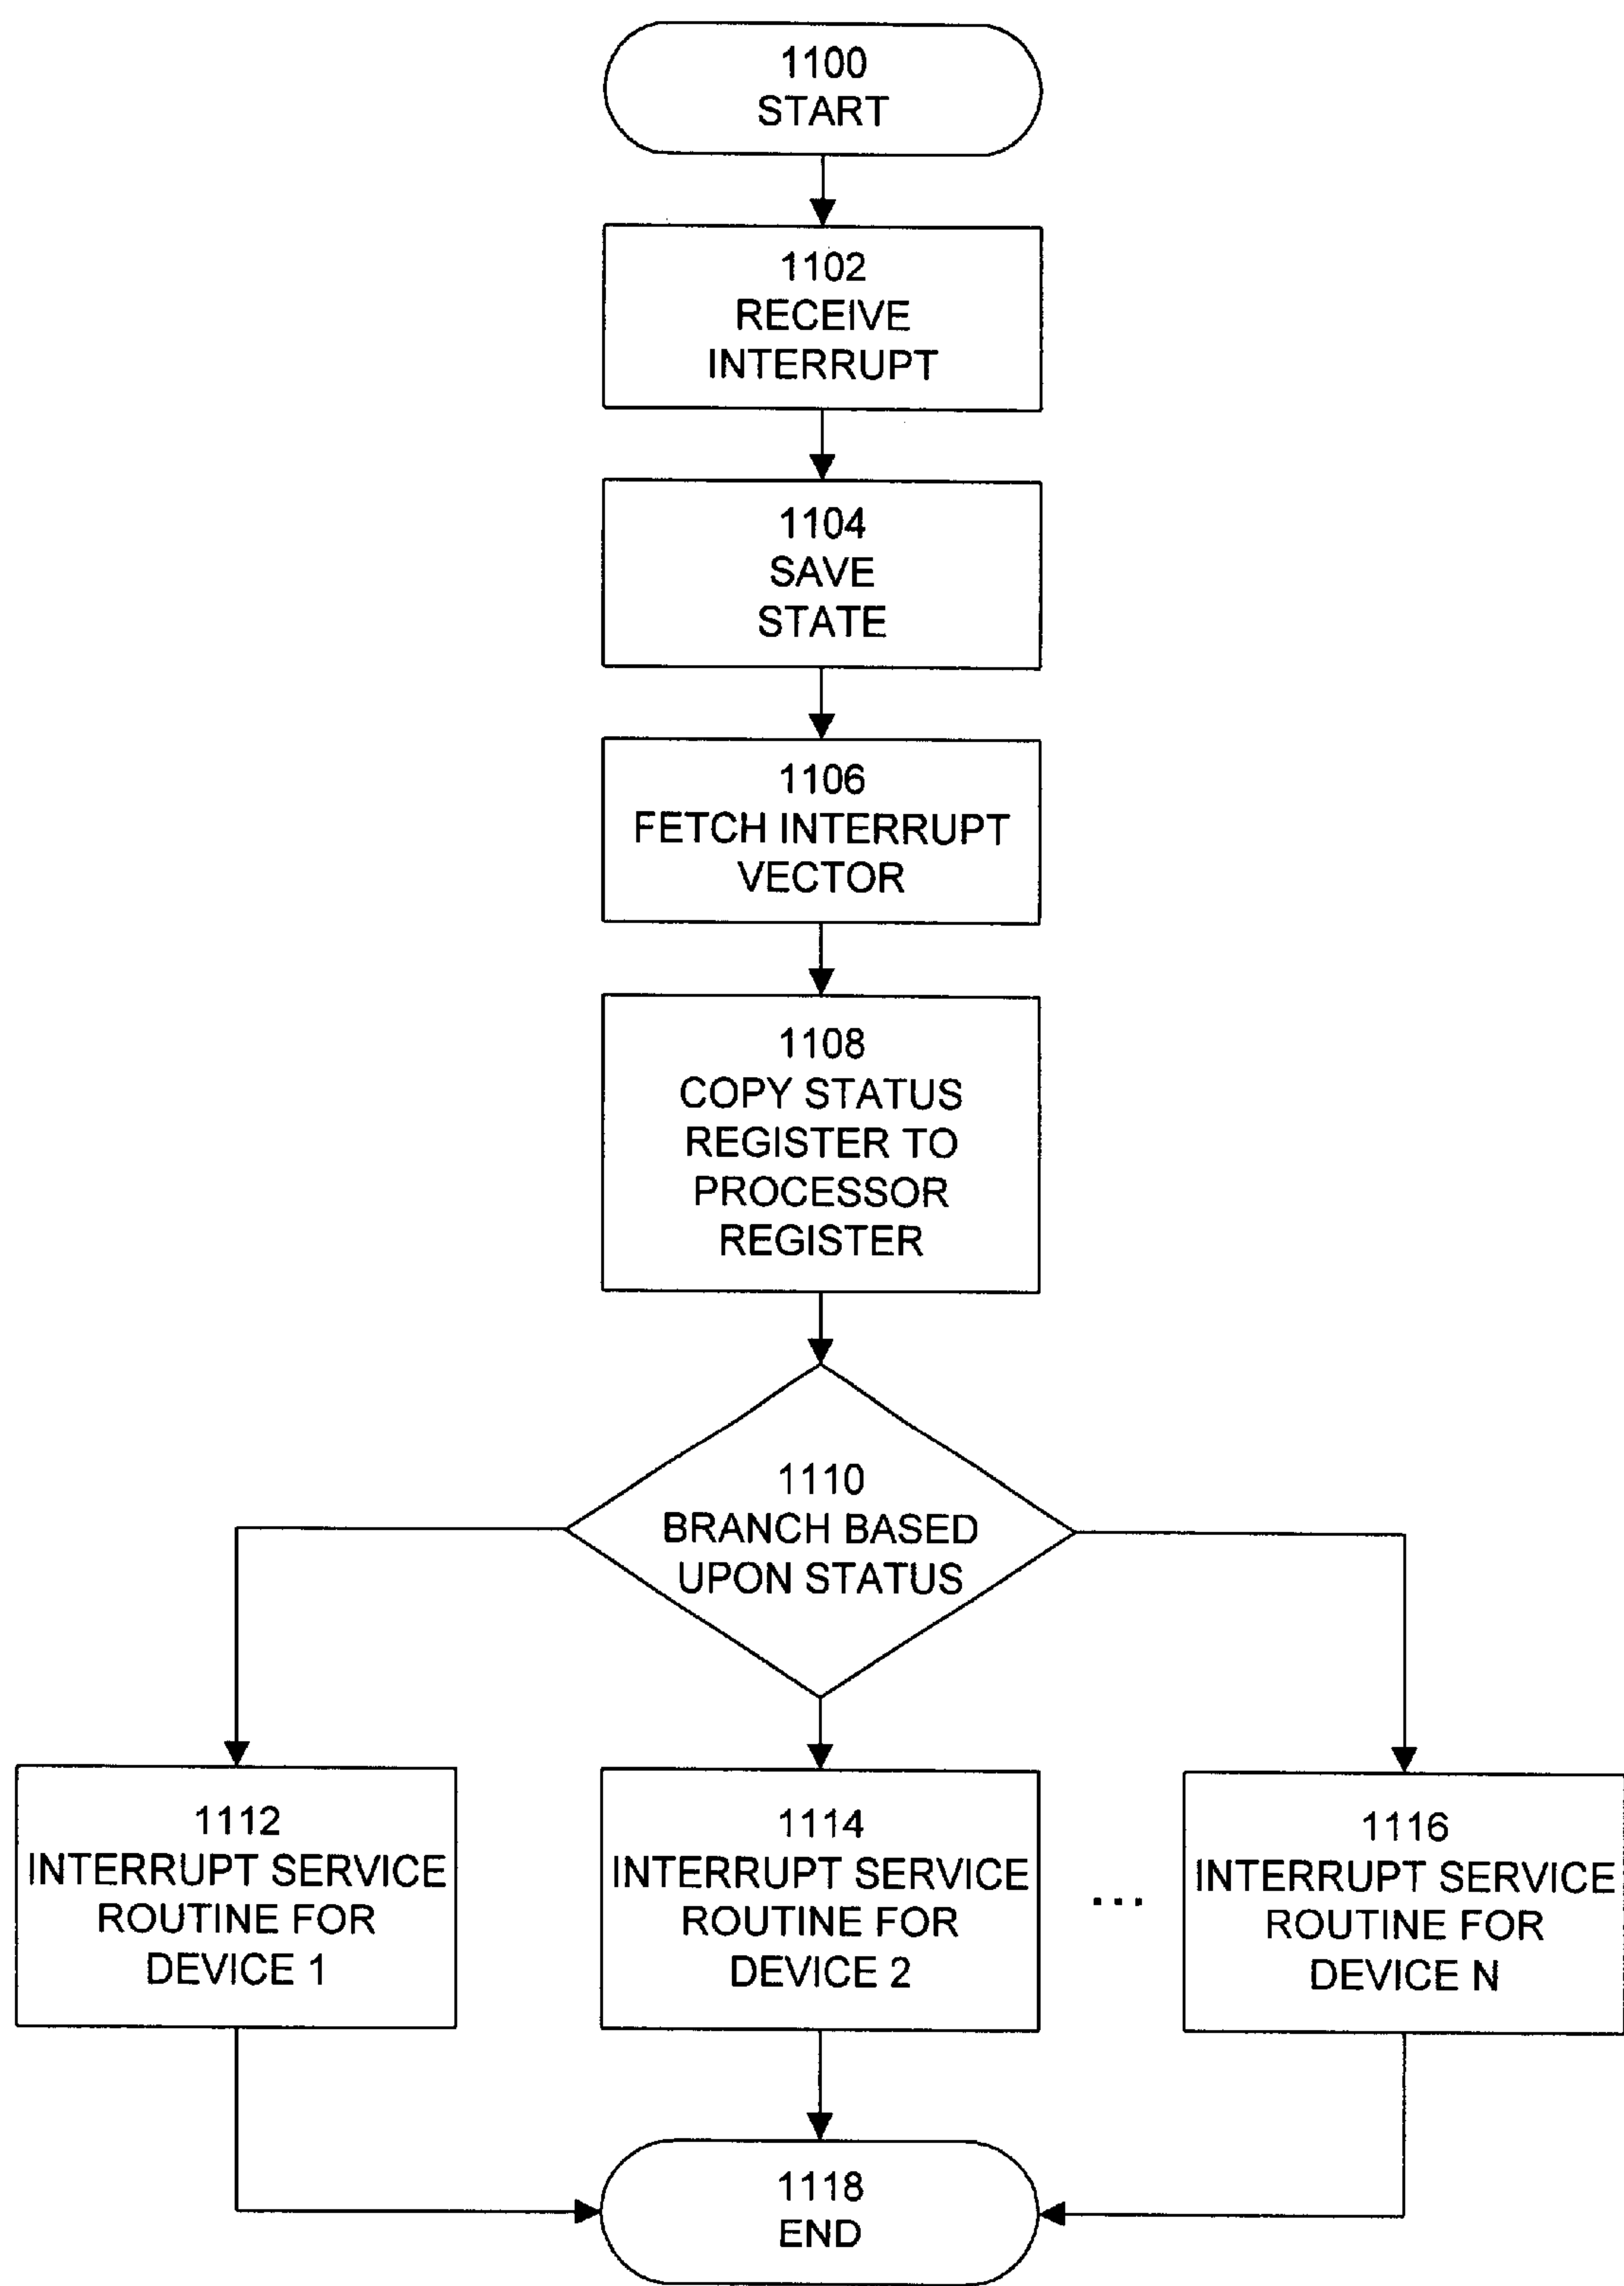 1100
START
1102
RECEIVE
INTERRUPT
1104
SAVE
STATE
1106
FETCH INTERRUPT
VECTOR
1108
COPY STATUS
REGISTER TO
PROCESSOR
REGISTER
1110
BRANCH BASED
UPON STATUS
1112
INTERRUPT SERVICE
ROUTINE FOR
DEVICE 1
1114
INTERRUPT SERVICE
ROUTINE FOR
DEVICE 2
...
1116
INTERRUPT SERVICE
ROUTINE FOR
DEVICE N
1118
END